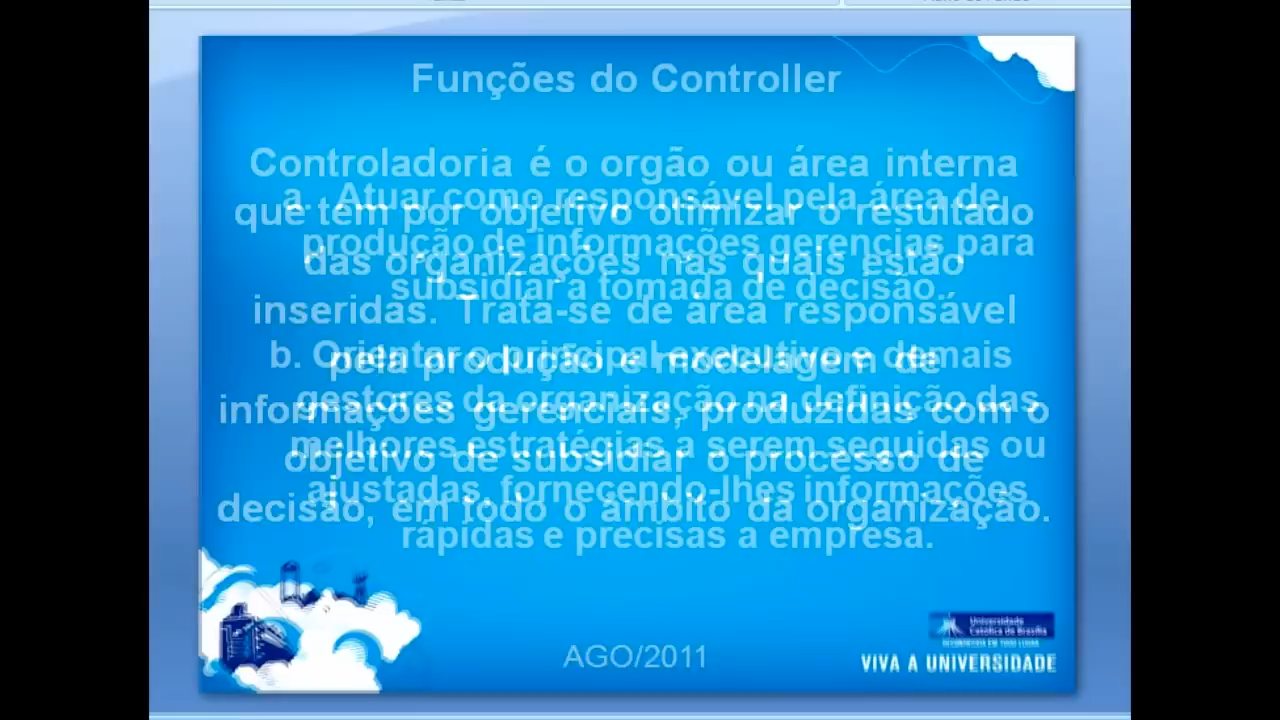 Funções do Controller
Controladoria é o orgão ou área interna
que tem por objetivo otimizar o resultado
das organizações nas quais estão
inseridas. Trata-se de área responsável
pela produção e modelagem de
informações gerenciais, produzidas com o
objetivo de subsidiar o processo de
decisão, em todo o âmbito da organização.
a. Atuar como responsável pela área de
produção de informações gerencias para
subsidiar a tomada de decisão.
b. Orientar o principal executivo e demais
gestores da organização na definição das
melhores estratégias a serem seguidas ou
ajustadas, fornecendo-lhes informações
rápidas e precisas a empresa.
AGO/2011
Universidade
Católica de Brasília
VIVA A UNIVERSIDADE